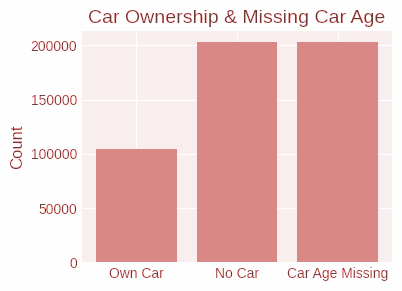 Car Ownership & Missing Car Age
Count
200000
150000
100000
50000
0
Own Car
No Car
Car Age Missing